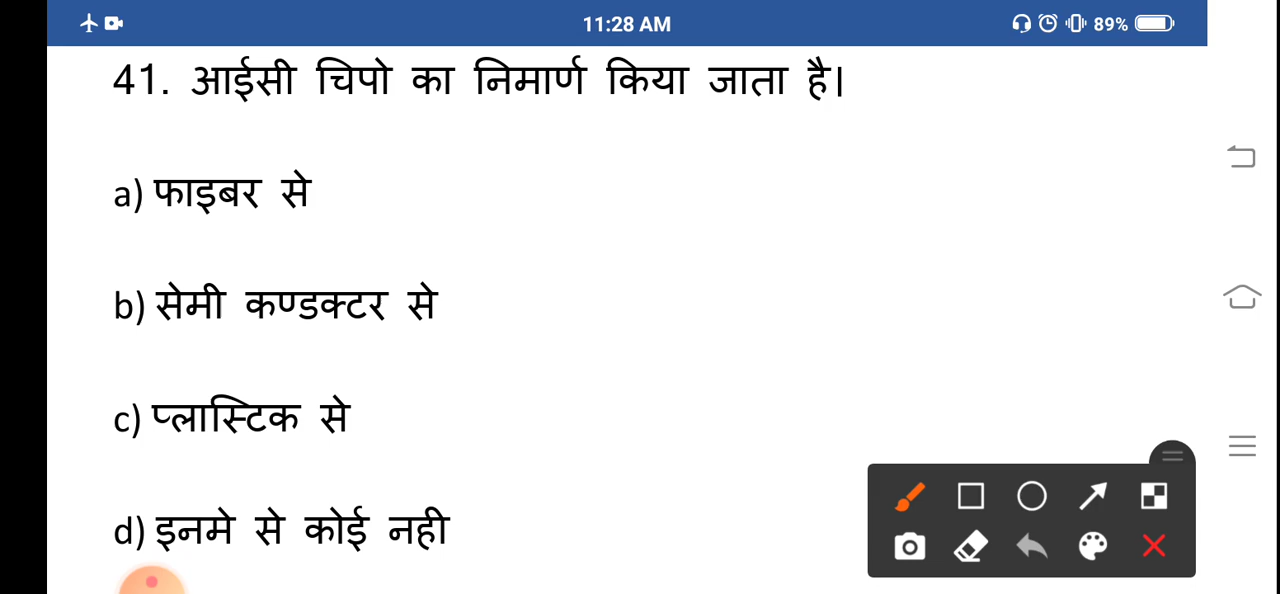 11:28 AM
89%
41. आईसी चिपो का निमार्ण किया जाता है।
a) फाइबर से
b) सेमी कण्डक्टर से
c) प्लास्टिक से
d) इनमे से कोई नही